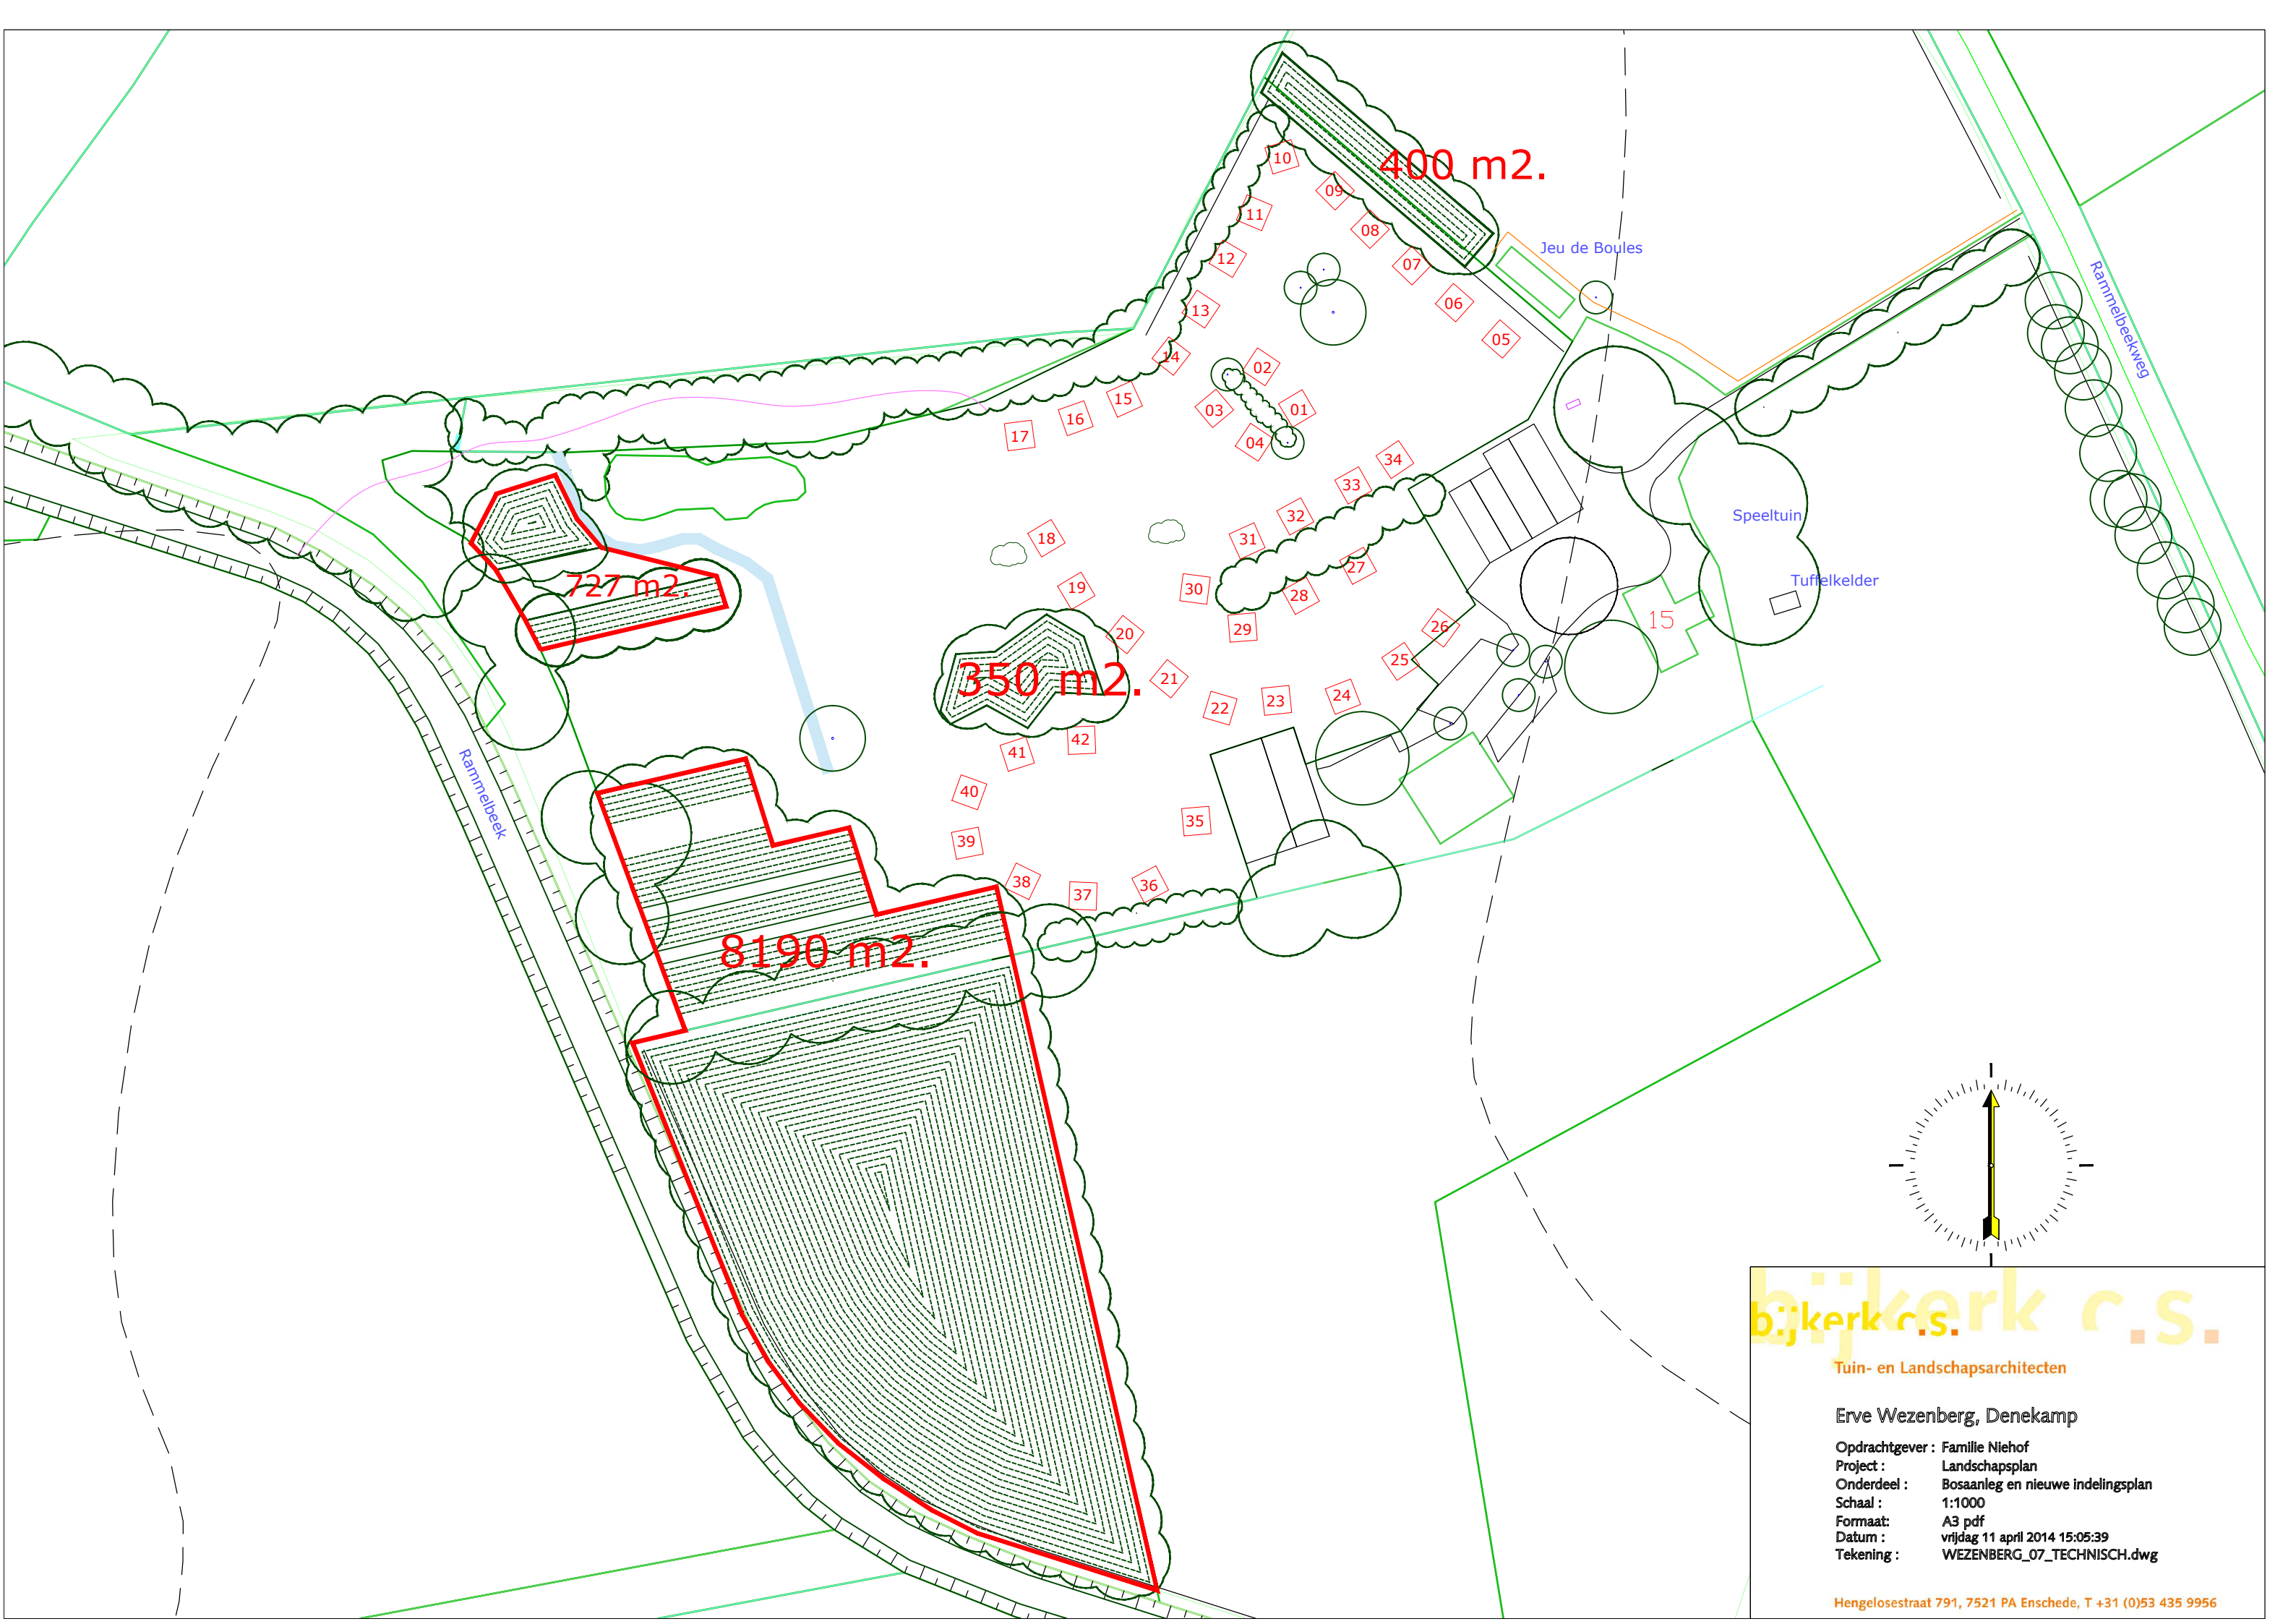 400 m2.
10
09
11
08
12
07
Jeu de Boules
Rammelbeekweg
13
06
05
14
02
15
03
01
16
17
04
34
33
32
31
18
Speeltuin
27
Tuffelkelder
727 m2.
19
30
28
15
29
20
26
25
350 m2.
21
24
23
22
42
41
Rammelbeek
40
35
39
38
37
36
8190 m2.
bijkerk c.s.
bijkerk c.s.
Tuin- en Landschapsarchitecten
Erve Wezenberg, Denekamp
Opdrachtgever : Familie Niehof
Project : Landschapsplan
Onderdeel : Bosaanleg en nieuwe indelingsplan
Schaal : 1:1000
Formaat: A3 pdf
Datum : vrijdag 11 april 2014 15:05:39
Tekening : WEZENBERG_07_TECHNISCH.dwg
Hengelosestraat 791, 7521 PA Enschede, T +31 (0)53 435 9956